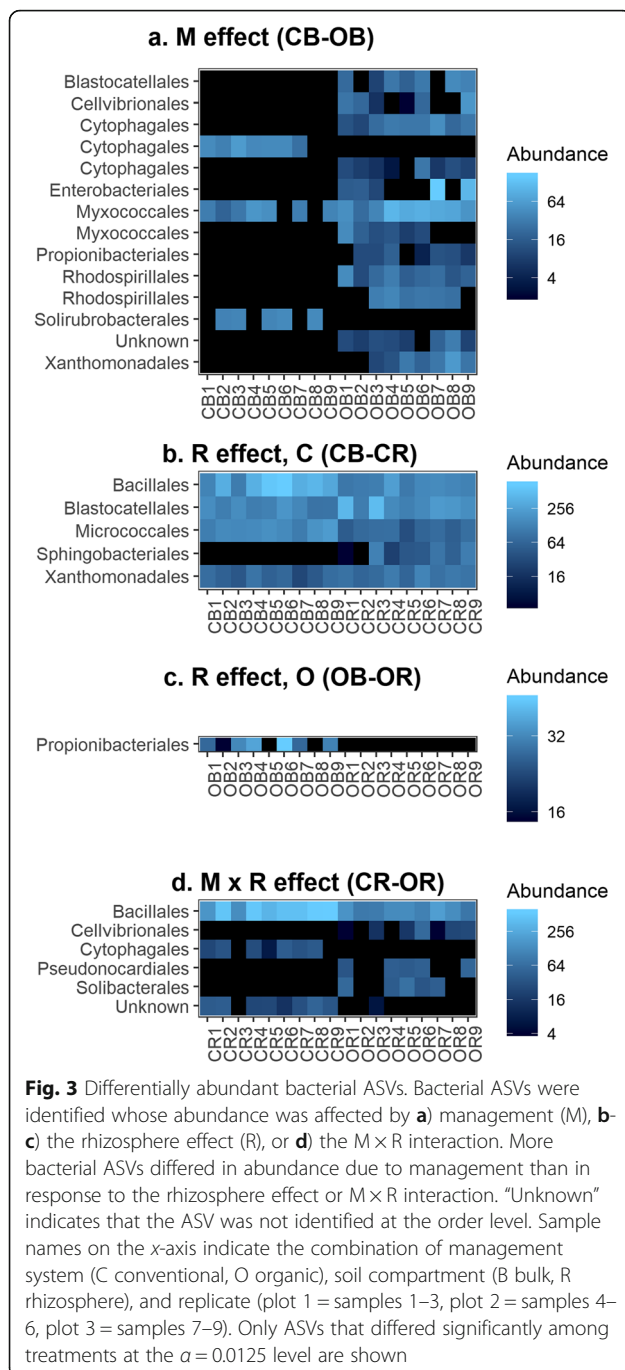 a. M effect (CB-OB)
Blastocatellales
Cellvibrionales
Cytophagales
Cytophagales
Cytophagales
Enterobacteriales
Myxococcales
Myxococcales
Propionibacteriales
Rhodospirillales
Rhodospirillales
Solirubrobacterales
Unknown
Xanthomonadales
CB1
CB2
CB3
CB4
CB5
CB6
CB7
CB8
CB9
OB1
OB2
OB3
OB4
OB5
OB6
OB7
OB8
OB9
Abundance
64
16
4
b. R effect, C (CB-CR)
Bacillales
Blastocatellales
Micrococcales
Sphingobacteriales
Xanthomonadales
CB1
CB2
CB3
CB4
CB5
CB6
CB7
CB8
CB9
CR1
CR2
CR3
CR4
CR5
CR6
CR7
CR8
CR9
Abundance
256
64
16
c. R effect, O (OB-OR)
Propionibacteriales
OB1
OB2
OB3
OB4
OB5
OB6
OB7
OB8
OB9
OR1
OR2
OR3
OR4
OR5
OR6
OR7
OR8
OR9
Abundance
32
16
d. M x R effect (CR-OR)
Bacillales
Cellvibrionales
Cytophagales
Pseudonocardiales
Solibacterales
Unknown
CR1
CR2
CR3
CR4
CR5
CR6
CR7
CR8
CR9
OR1
OR2
OR3
OR4
OR5
OR6
OR7
OR8
OR9
Abundance
256
64
16
4
Fig. 3 Differentially abundant bacterial ASVs. Bacterial ASVs were
identified whose abundance was affected by a) management (M), b-
c) the rhizosphere effect (R), or d) the M × R interaction. More
bacterial ASVs differed in abundance due to management than in
response to the rhizosphere effect or M × R interaction. “Unknown”
indicates that the ASV was not identified at the order level. Sample
names on the x-axis indicate the combination of management
system (C conventional, O organic), soil compartment (B bulk, R
rhizosphere), and replicate (plot 1 = samples 1–3, plot 2 = samples 4–
6, plot 3 = samples 7–9). Only ASVs that differed significantly among
treatments at the α = 0.0125 level are shown